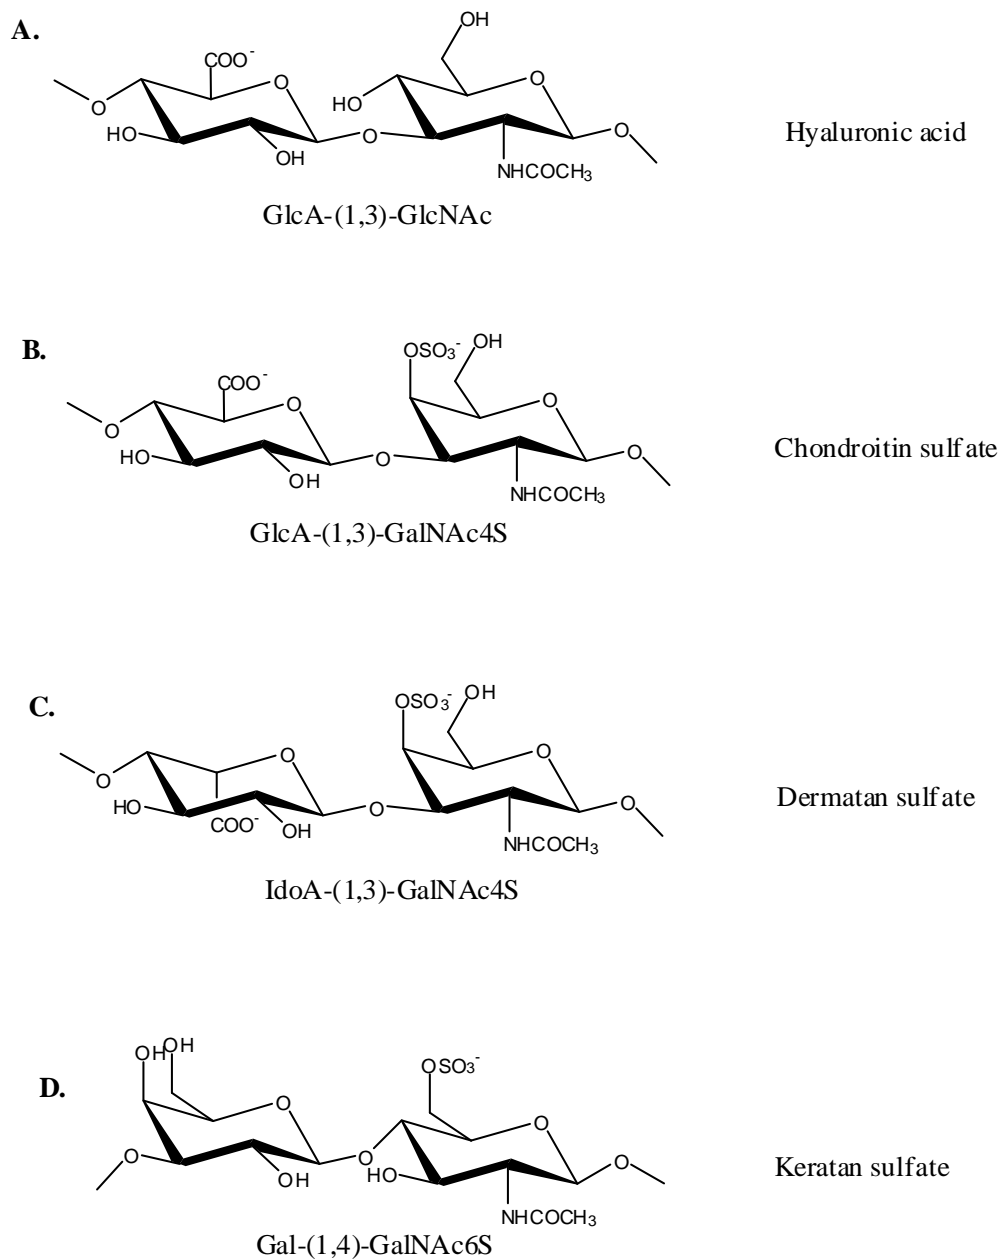 A.
OH
COO-
O
O
HO
O
HO
O
O
OH
NHCOCH3
Hyaluronic acid
GlcA-(1,3)-GlcNAc
B.
OSO3-
OH
COO-
O
O
O
HO
O
O
OH
NHCOCH3
Chondroitin sulfate
GlcA-(1,3)-GalNAc4S
C.
OSO3-
OH
O
O
O
HO
O
O
COO-
OH
NHCOCH3
Dermatan sulfate
IdoA-(1,3)-GalNAc4S
D.
OH
OH
OSO3-
O
O
O
O
O
HO
OH
NHCOCH3
Keratan sulfate
Gal-(1,4)-GalNAc6S